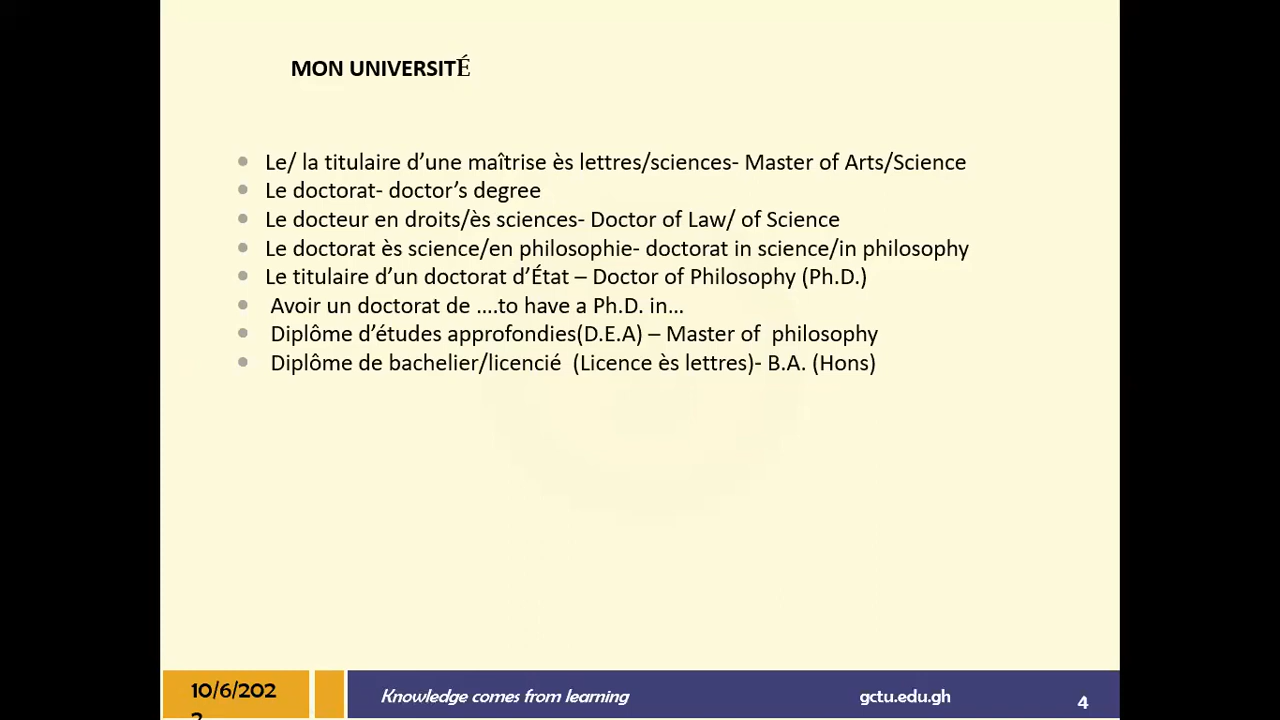 MON UNIVERSITÉ
Le/ la titulaire d’une maîtrise ès lettres/sciences- Master of Arts/Science
Le doctorat- doctor’s degree
Le docteur en droits/ès sciences- Doctor of Law/ of Science
Le doctorat ès science/en philosophie- doctorat in science/in philosophy
Le titulaire d’un doctorat d’État – Doctor of Philosophy (Ph.D.)
Avoir un doctorat de ....to have a Ph.D. in…
Diplôme d’études approfondies(D.E.A) – Master of  philosophy
Diplôme de bachelier/licencié  (Licence ès lettres)- B.A. (Hons)
10/6/202
2
Knowledge comes from learning
gctu.edu.gh
4